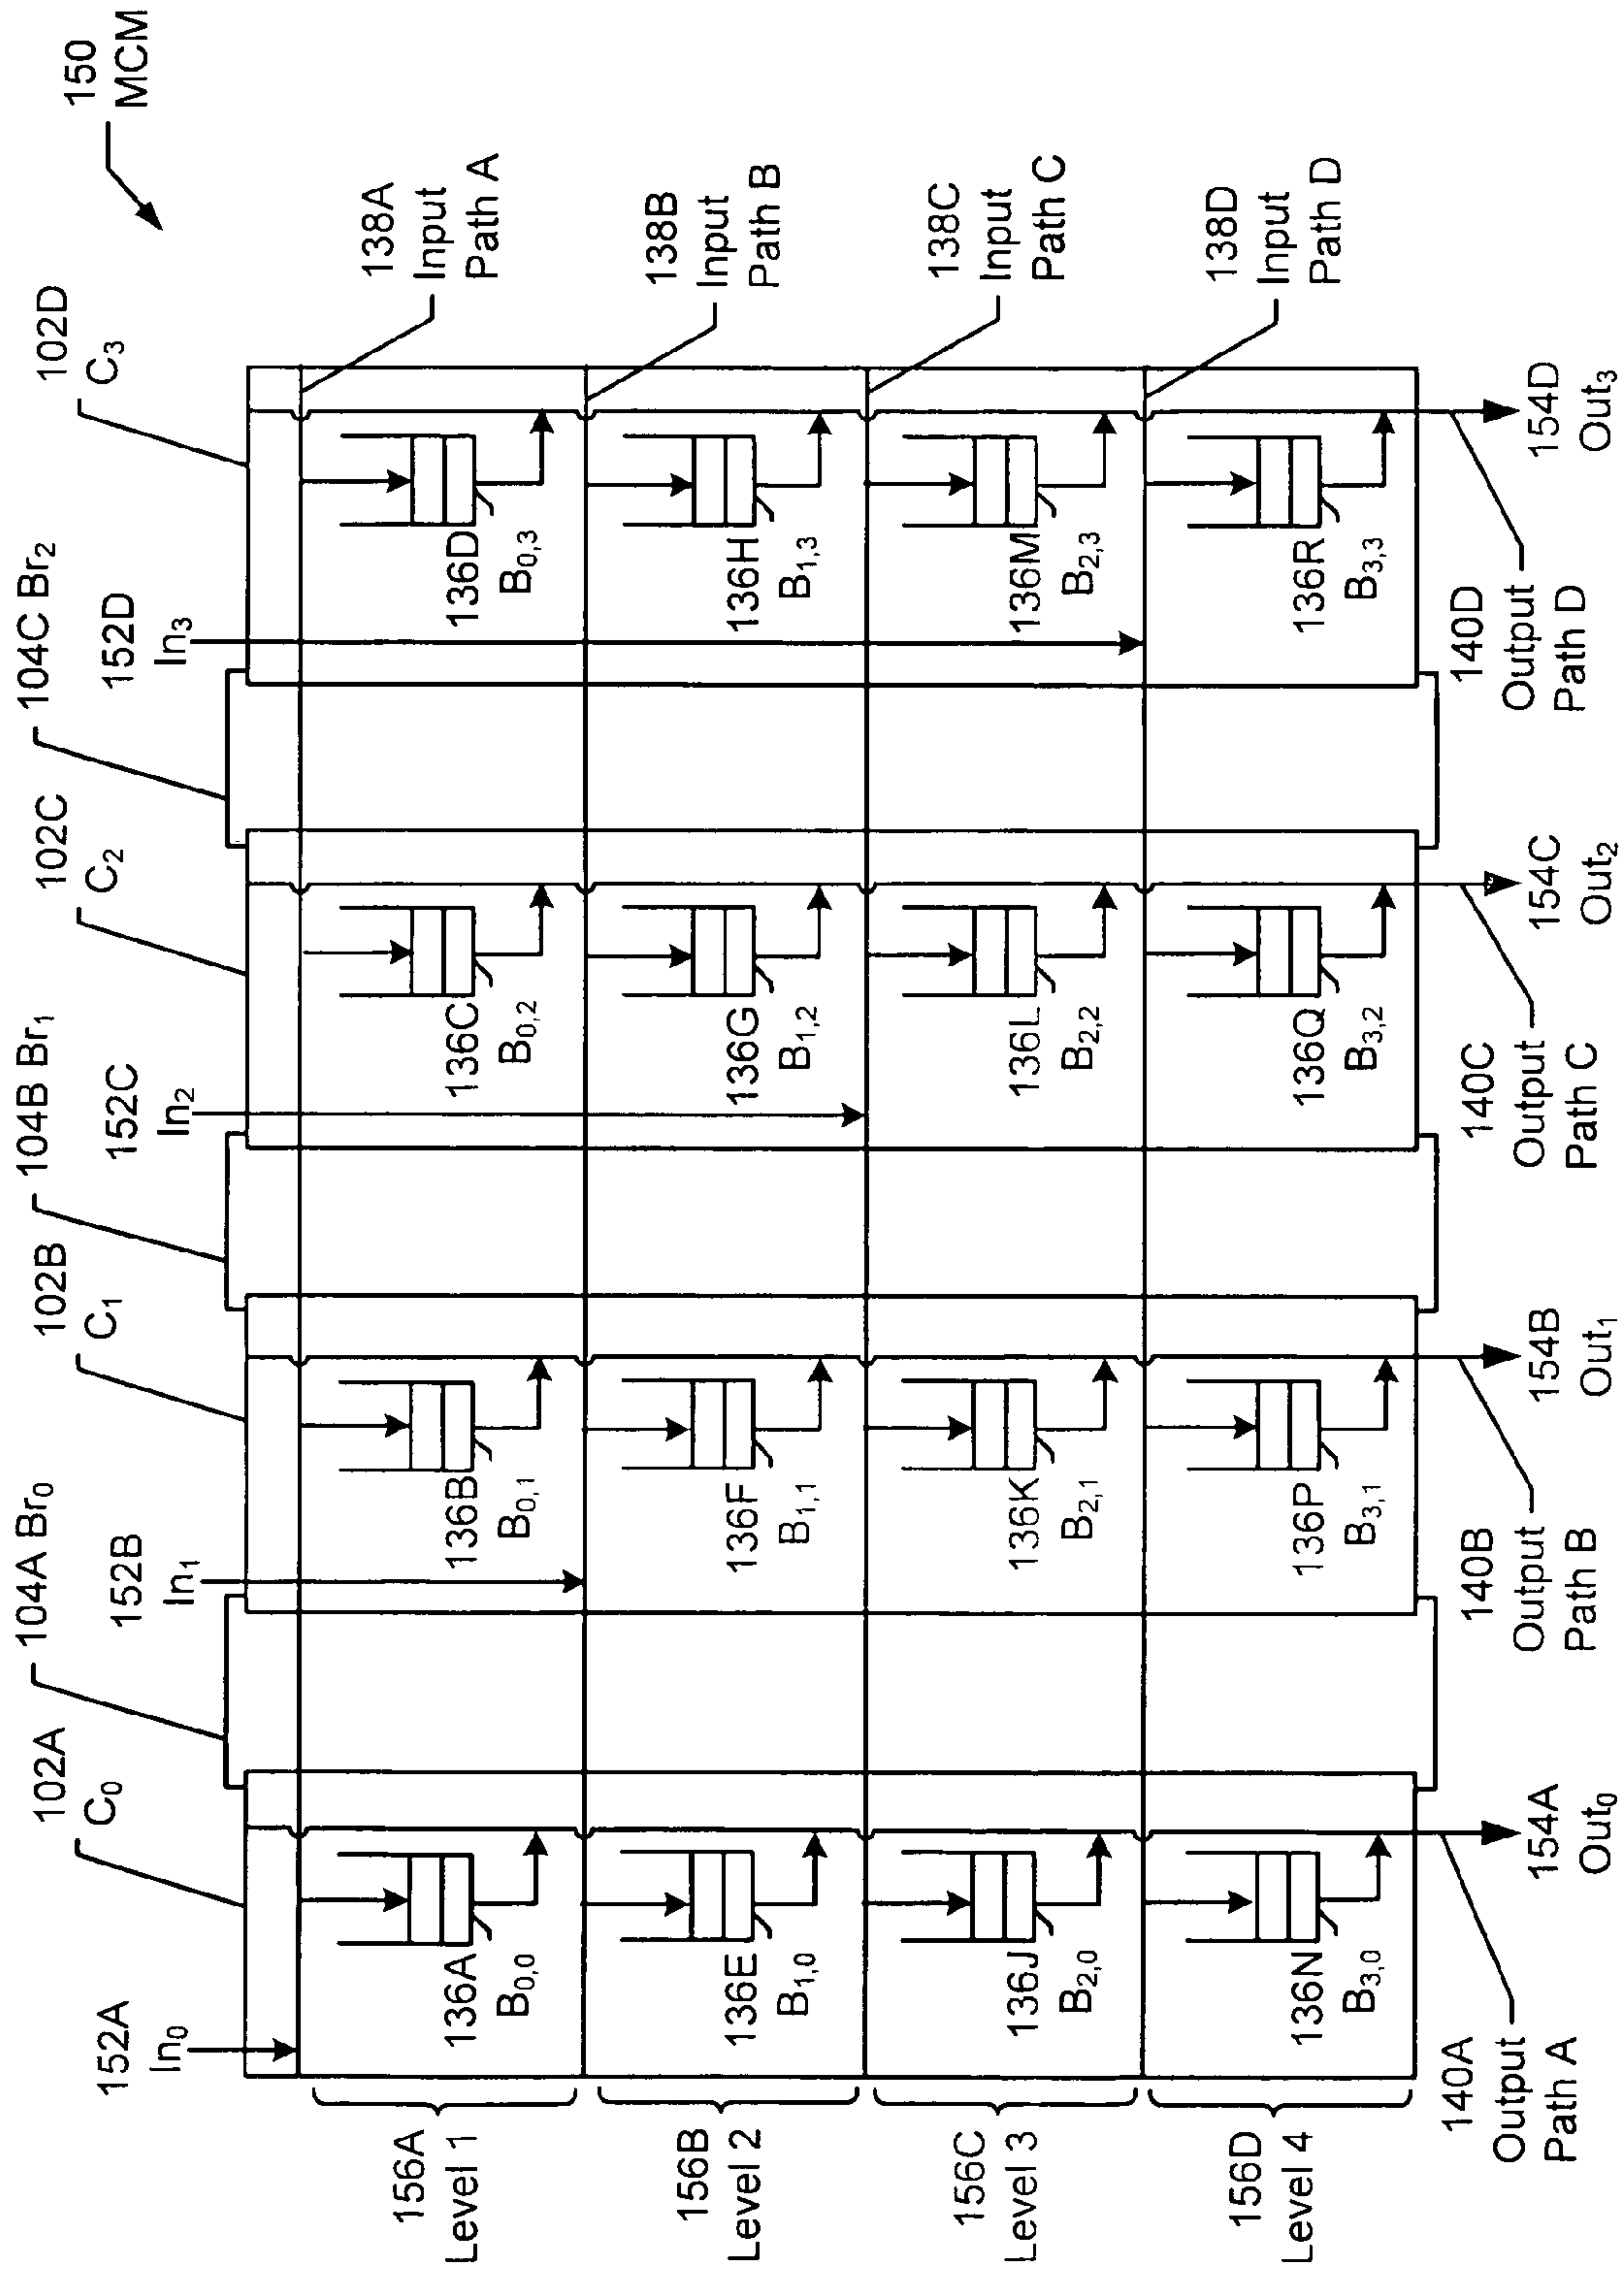 150
MCM
102A
C0
104A Br0
102B
C1
104B Br1
102C
C2
104C Br2
102D
C3
152A
In0
152B
In1
152C
In2
152D
In3
138A
Input
Path A
138B
Input
Path B
138C
Input
Path C
138D
Input
Path D
156A
Level 1
136A
B0,0
136B
B0,1
136C
B0,2
136D
B0,3
156B
Level 2
136E
B1,0
136F
B1,1
136G
B1,2
136H
B1,3
156C
Level 3
136J
B2,0
136K
B2,1
136L
B2,2
136M
B2,3
156D
Level 4
136N
B3,0
136P
B3,1
136Q
B3,2
136R
B3,3
140A
Output
Path A
154A
Out0
140B
Output
Path B
154B
Out1
140C
Output
Path C
154C
Out2
140D
Output
Path D
154D
Out3